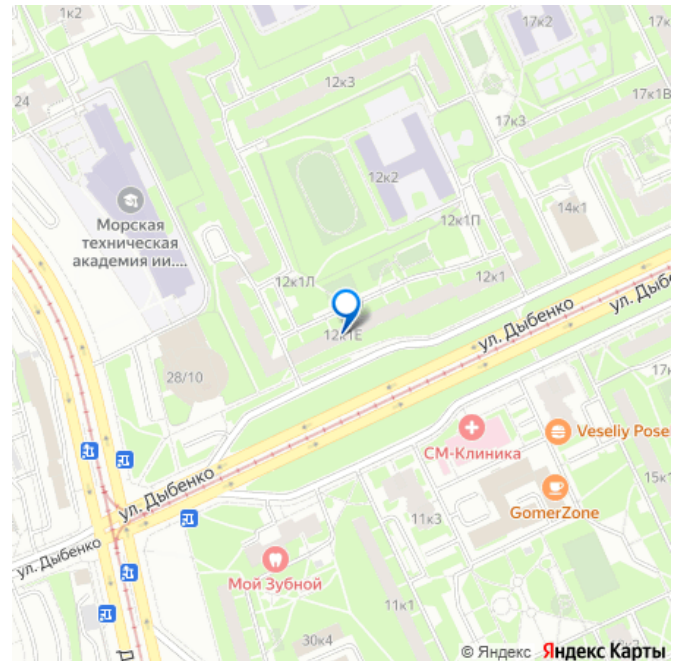 1к2
17к2
17к
24
12к3
17к1В
17к3
12к2
Морская
техническая
академия ии....
12к1П
14к1
12к1Л
12к1
12к1Е
ул. Дыбенко
ул. Дыбе
28/10
17к
СМ-Клиника
Veseliy Pose
15к1
ул. Дыбенко
GomerZone
11к3
ул. Дыбенко
Мой Зубной
11к1
30к4
Д
© Яндекс Яндекс Карты